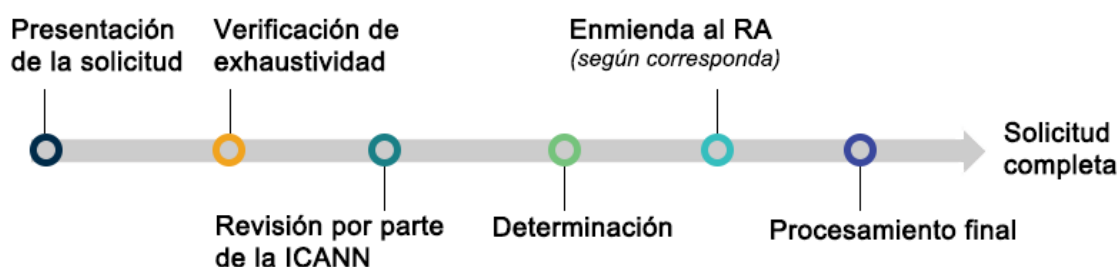 Presentación
de la solicitud
Verificación de
exhaustividad
Revisión por parte
de la ICANN
Determinación
Enmienda al RA
(según corresponda)
Procesamiento final
Solicitud
completa